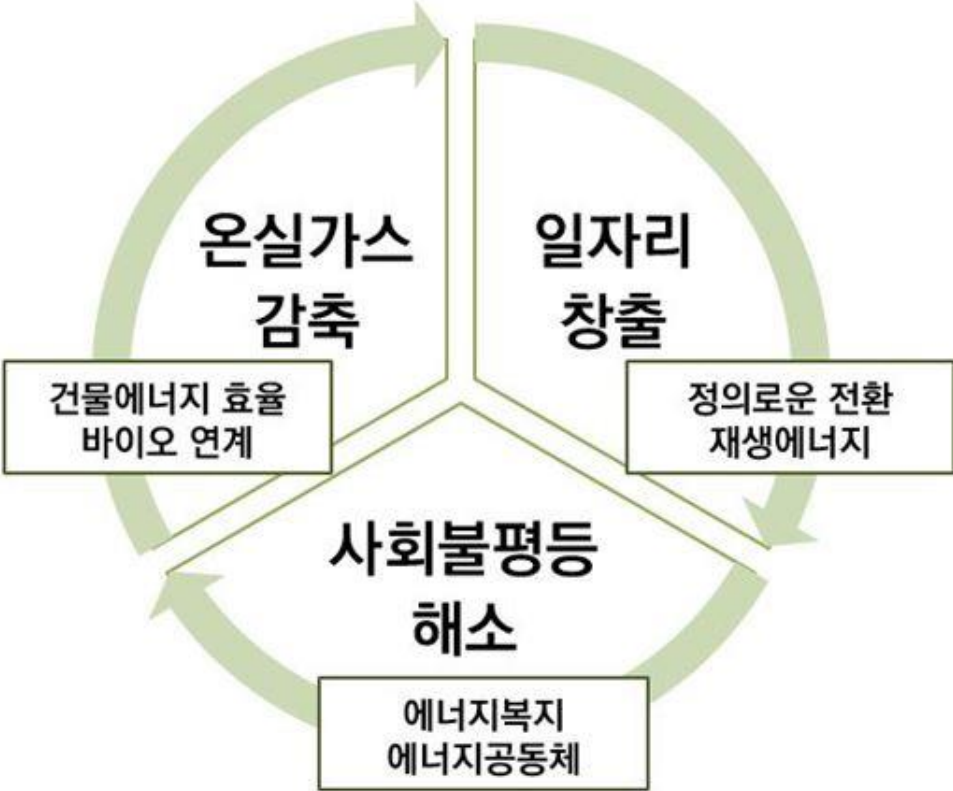 온실가스
감축
건물에너지 효율
바이오 연계
일자리
창출
정의로운 전환
재생에너지
사회불평등
해소
에너지복지
에너지공동체